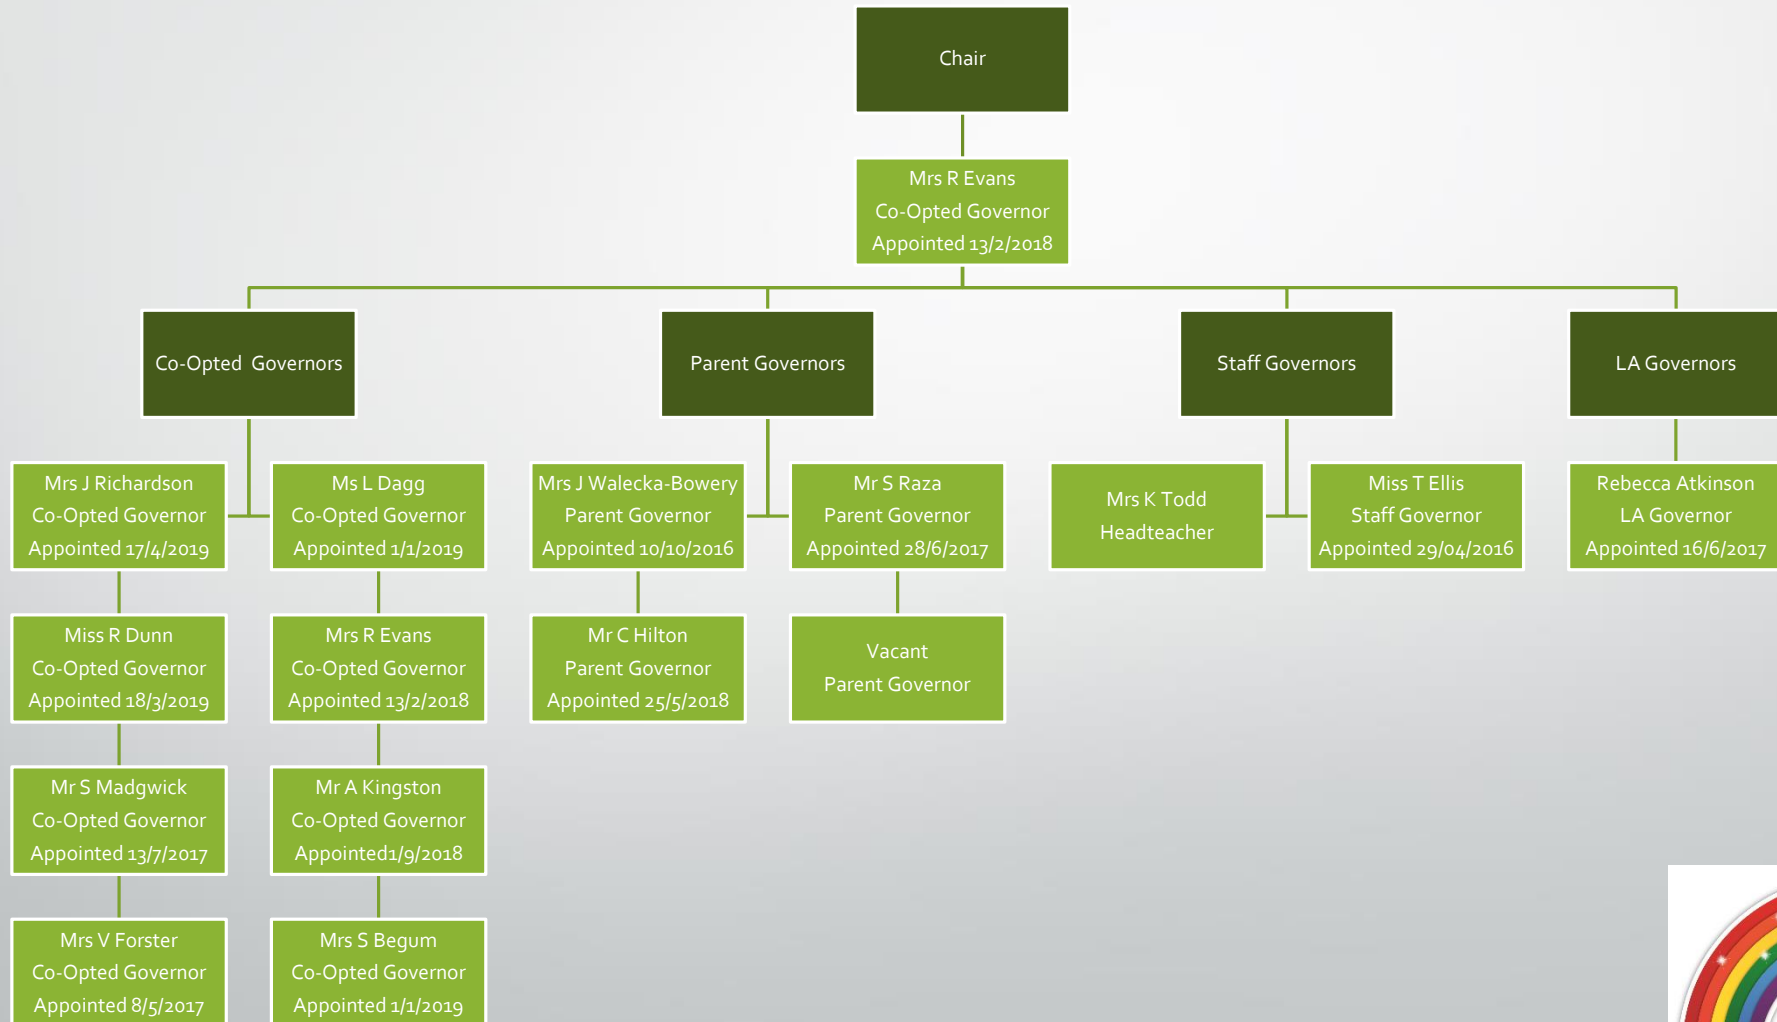 Chair
Mrs R Evans
Co-Opted Governor
Appointed 13/2/2018
Co-Opted  Governors
Parent Governors
Staff Governors
LA Governors
Mrs J Richardson
Co-Opted Governor
Appointed 17/4/2019
Ms L Dagg
Co-Opted Governor
Appointed 1/1/2019
Mrs J Walecka-Bowery
Parent Governor
Appointed 10/10/2016
Mr S Raza
Parent Governor
Appointed 28/6/2017
Mrs K Todd
Headteacher
Miss T Ellis
Staff Governor
Appointed 29/04/2016
Rebecca Atkinson
LA Governor
Appointed 16/6/2017
Miss R Dunn
Co-Opted Governor
Appointed 18/3/2019
Mrs R Evans
Co-Opted Governor
Appointed 13/2/2018
Mr C Hilton
Parent Governor
Appointed 25/5/2018
Vacant
Parent Governor
Mr S Madgwick
Co-Opted Governor
Appointed 13/7/2017
Mr A Kingston
Co-Opted Governor
Appointed1/9/2018
Mrs V Forster
Co-Opted Governor
Appointed 8/5/2017
Mrs S Begum
Co-Opted Governor
Appointed 1/1/2019